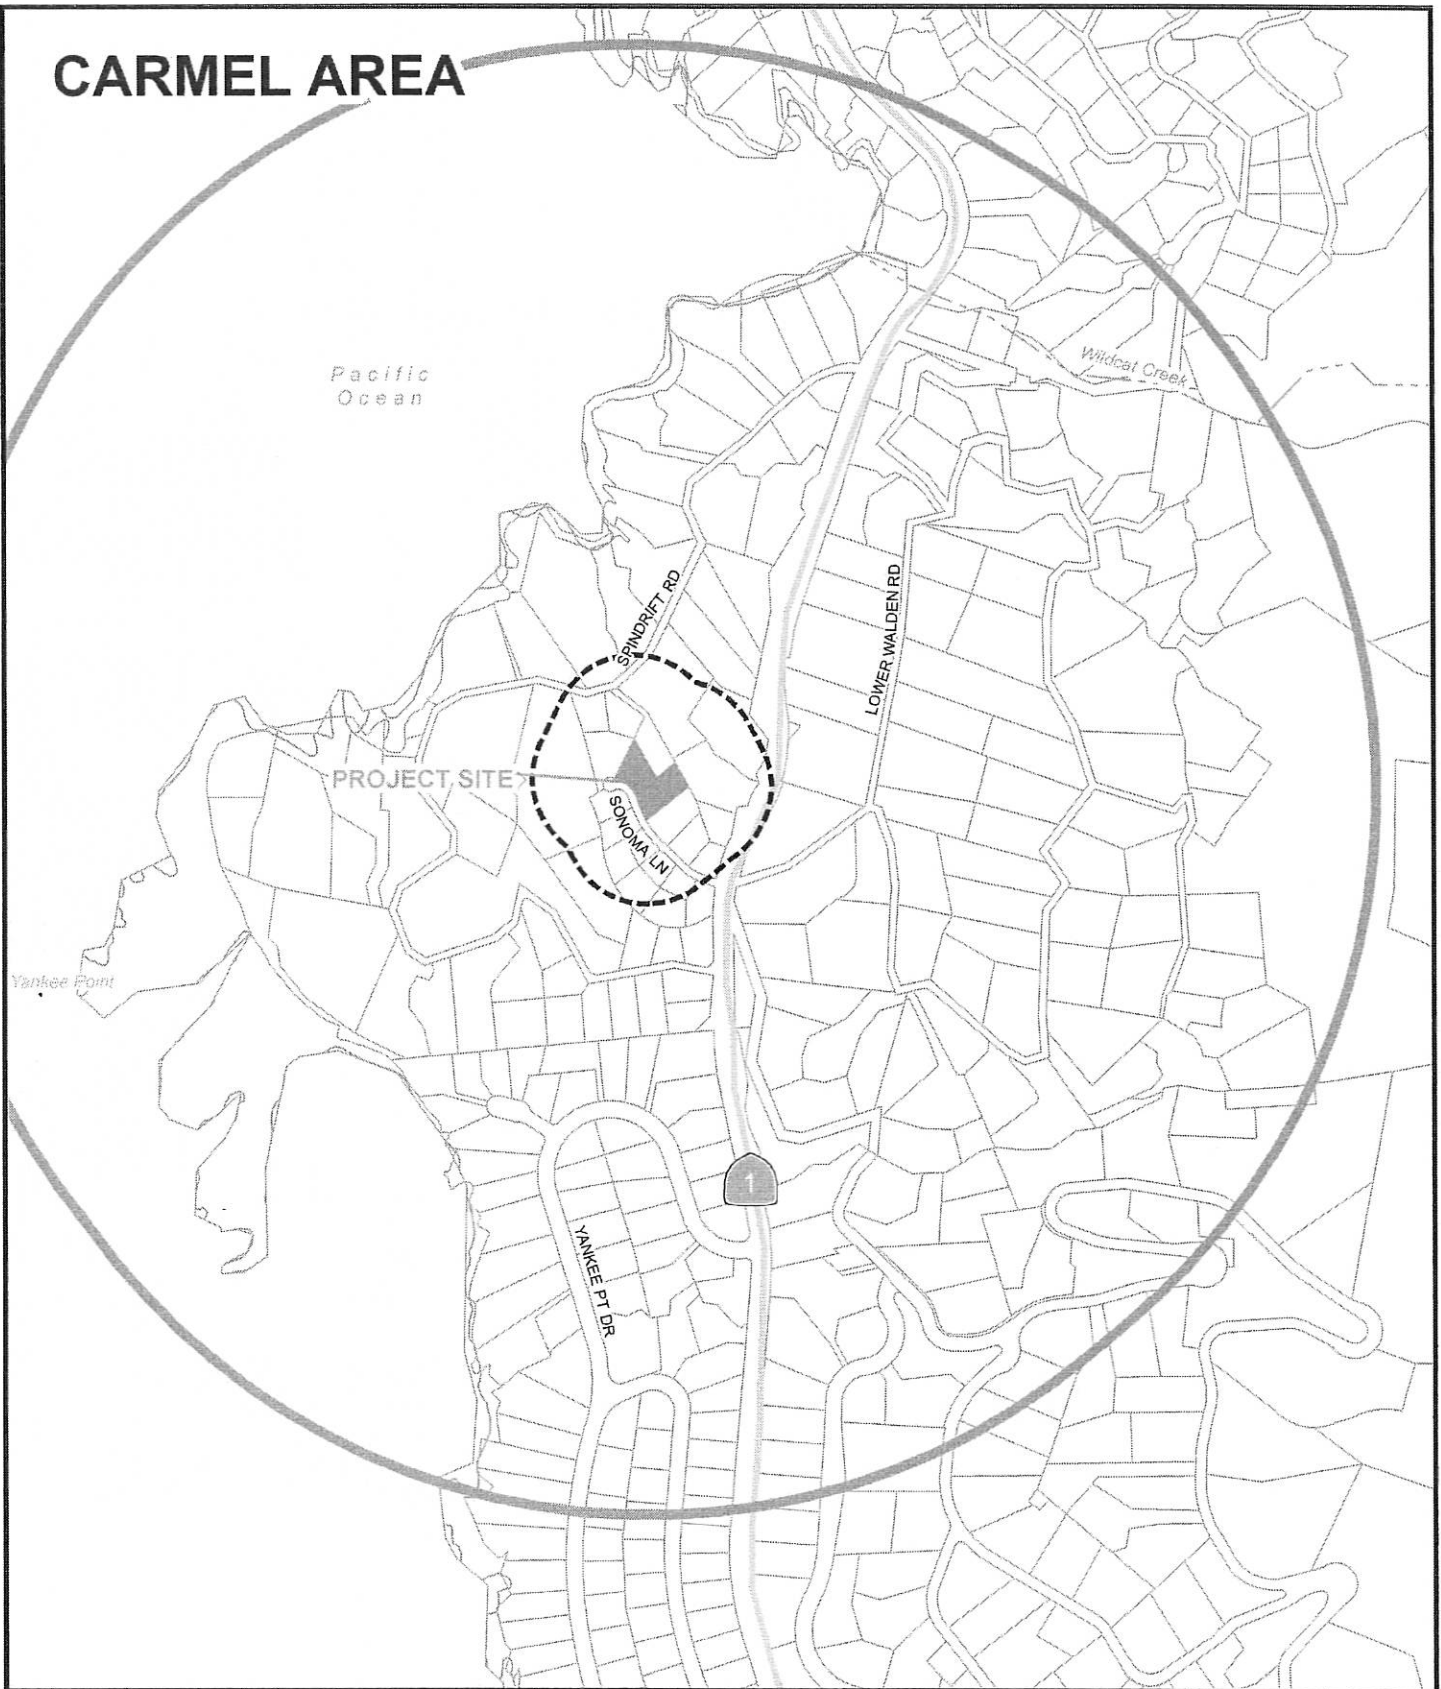 CARMEL AREA
Pacific
Ocean
Wildcat Creek
SPINDRIFT RD
LOWER WALDEN RD
PROJECT SITE
SONOMA LN
Yankee Point
1
YANKEE PT DR